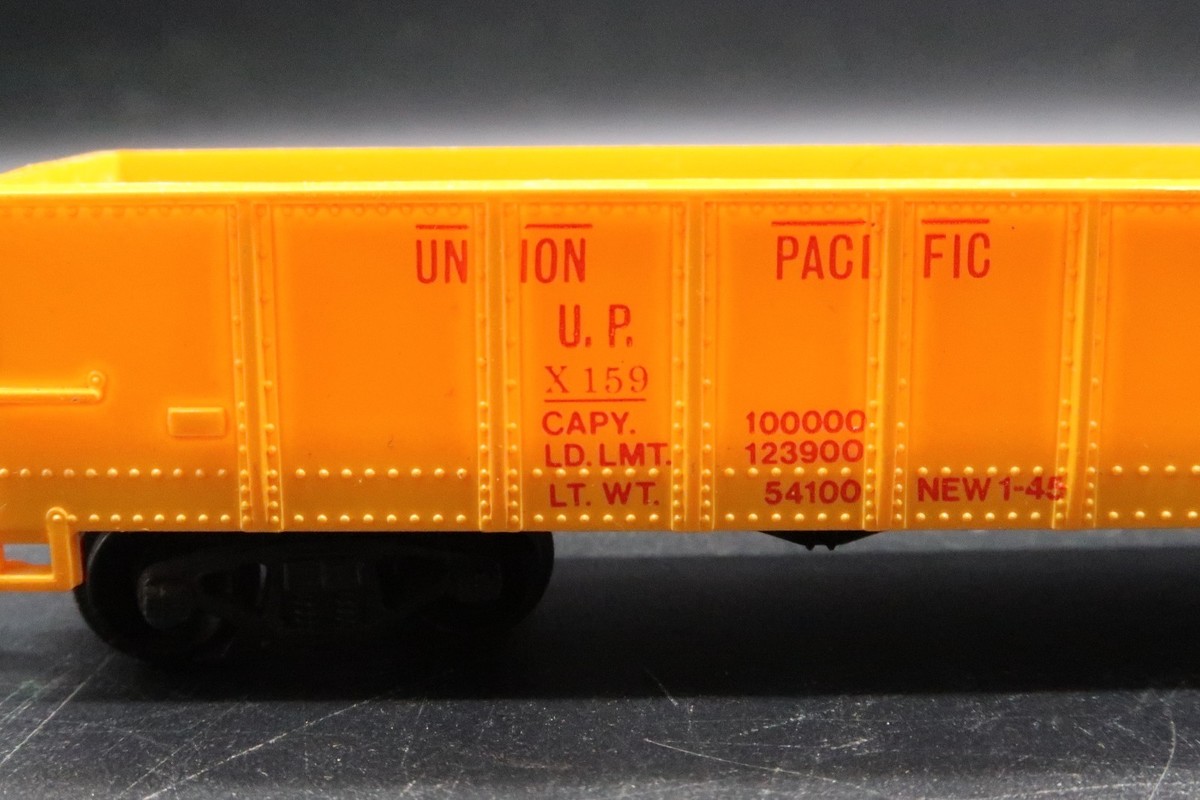 UNION PACIFIC
U. P.
X 159
CAPY. 100000
LD. LMT. 123900
LT. WT. 54100 NEW 1-45